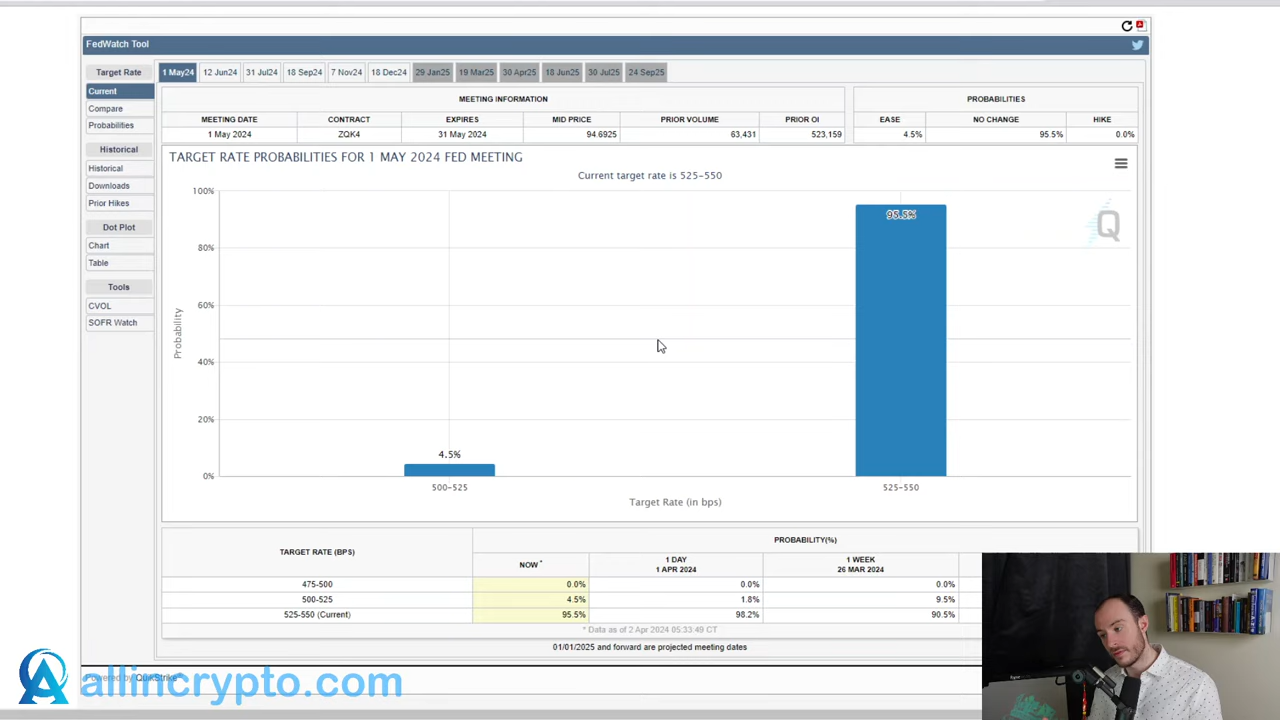 FedWatch Tool
Target Rate
Current
Compare
Probabilities
Historical
Historical
Downloads
Prior Hikes
Dot Plot
Chart
Table
Tools
CVOL
SOFR Watch
1 May24 12 Jun24 31 Jul24 18 Sep24 7 Nov24 18 Dec24 29 Jan25 19 Mar25 30 Apr25 18 Jun25 30 Jul25 24 Sep25
MEETING INFORMATION
MEETING DATE CONTRACT EXPIRES MID PRICE PRIOR VOLUME PRIOR OI
1 May 2024 ZQK4 31 May 2024 94.6925 63,431 523,159
PROBABILITIES
EASE NO CHANGE HIKE
4.5% 95.5% 0.0%
TARGET RATE PROBABILITIES FOR 1 MAY 2024 FED MEETING
Current target rate is 525-550
Q
100%
80%
60%
40%
20%
0%
Probability
4.5%
95.5%
500-525 525-550
Target Rate (in bps)
TARGET RATE (BPS) PROBABILITY(%)
NOW * 1 DAY 1 APR 2024 1 WEEK 26 MAR 2024
475-500 0.0% 0.0% 0.0%
500-525 4.5% 1.8% 9.5%
525-550 (Current) 95.5% 98.2% 90.5%
* Data as of 2 Apr 2024 05:33:49 CT
01/01/2025 and forward are projected meeting dates
Powered by QuikStrike
allincrypto.com